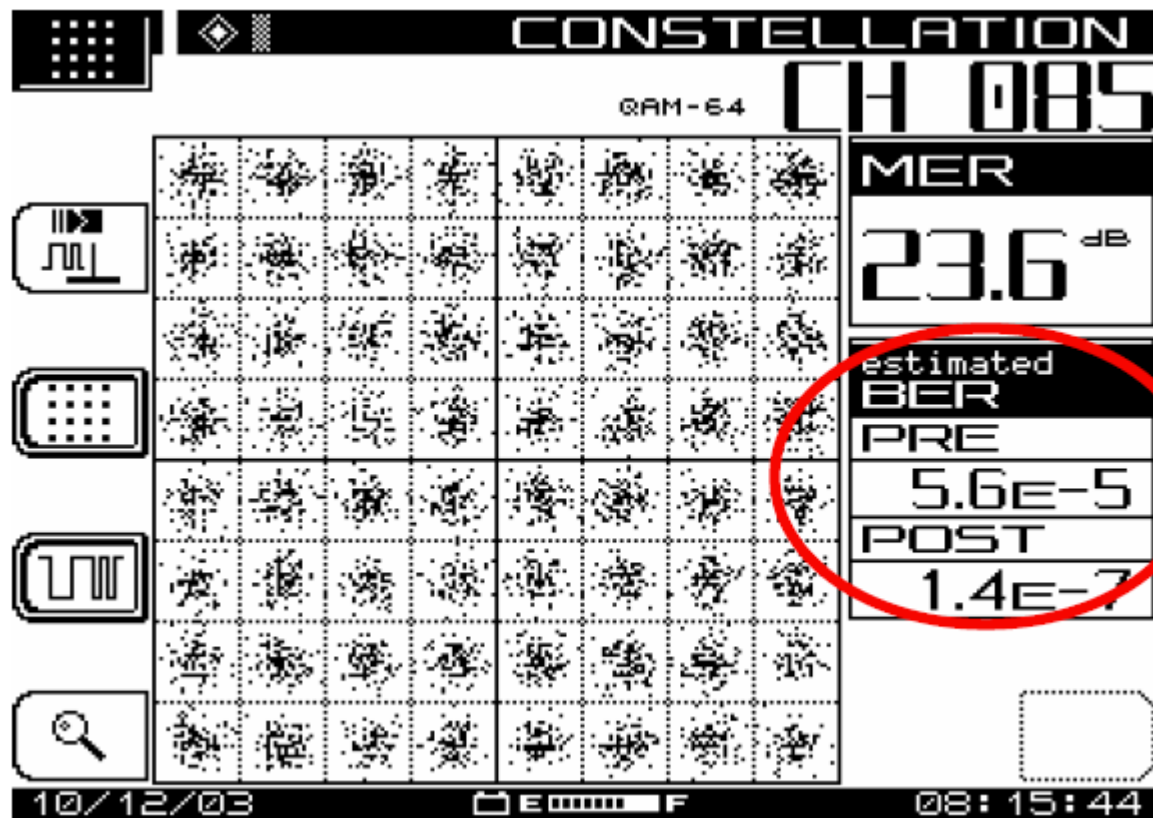 CONSTELLATION
QAM-64
CH 085
MER
23.6 dB
estimated
BER
PRE
5.6E-5
POST
1.4E-7
10/12/03 E F 08:15:44